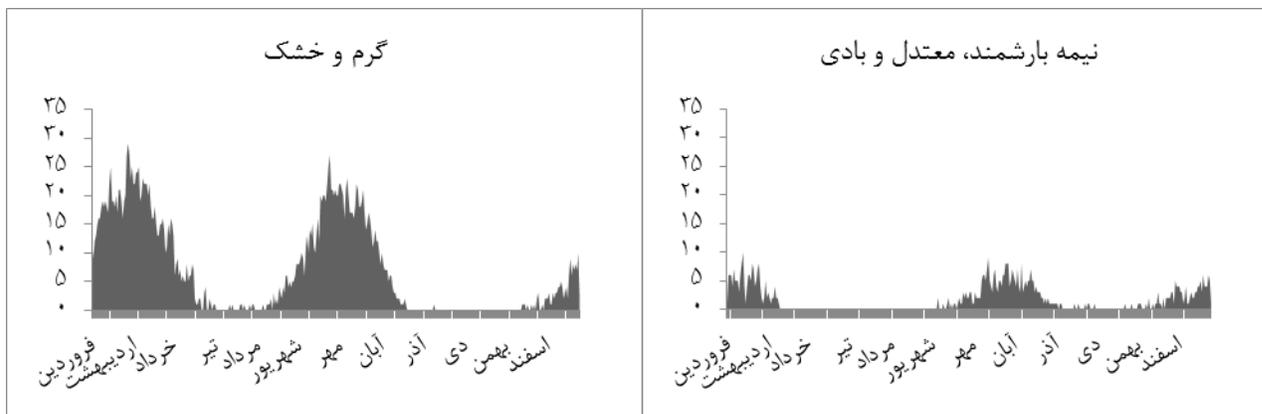 نیمه بارشمند، معتدل و بادی
۳۵
۳۰
۲۵
۲۰
۱۵
۱۰
۵
۰
فروردین
اردیبهشت
خرداد
تیر
مرداد
شهریور
مهر
آبان
آذر
دی
بهمن
اسفند
گرم و خشک
۳۵
۳۰
۲۵
۲۰
۱۵
۱۰
۵
۰
فروردین
اردیبهشت
خرداد
تیر
مرداد
شهریور
مهر
آبان
آذر
دی
بهمن
اسفند